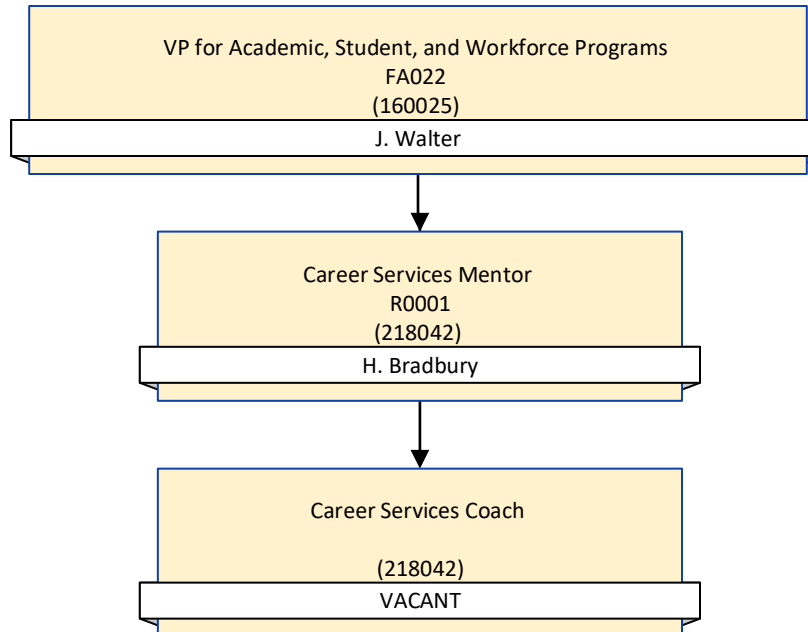 VP for Academic, Student, and Workforce Programs
FA022
(160025)
J. Walter
Career Services Mentor
R0001
(218042)
H. Bradbury
Career Services Coach
(218042)
VACANT